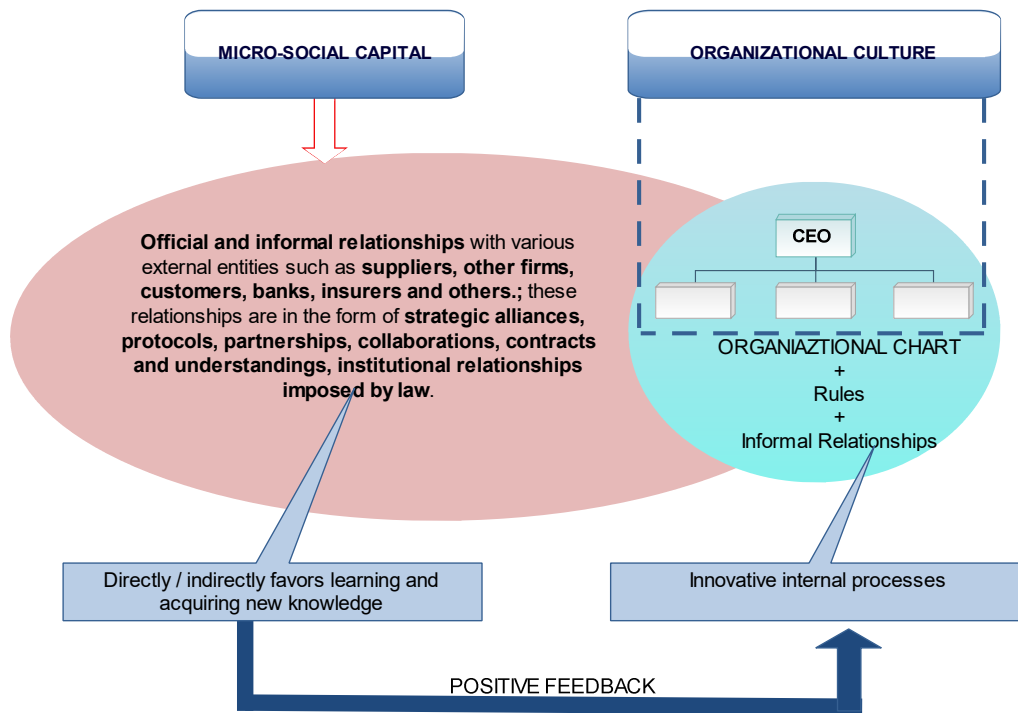 MICRO-SOCIAL CAPITAL
ORGANIZATIONAL CULTURE
Official and informal relationships with various
external entities such as suppliers, other firms,
customers, banks, insurers and others.; these
relationships are in the form of strategic alliances,
protocols, partnerships, collaborations, contracts
and understandings, institutional relationships
imposed by law.
CEO
ORGANIAZTIONAL CHART
+
Rules
+
Informal Relationships
Directly / indirectly favors learning and
acquiring new knowledge
Innovative internal processes
POSITIVE FEEDBACK